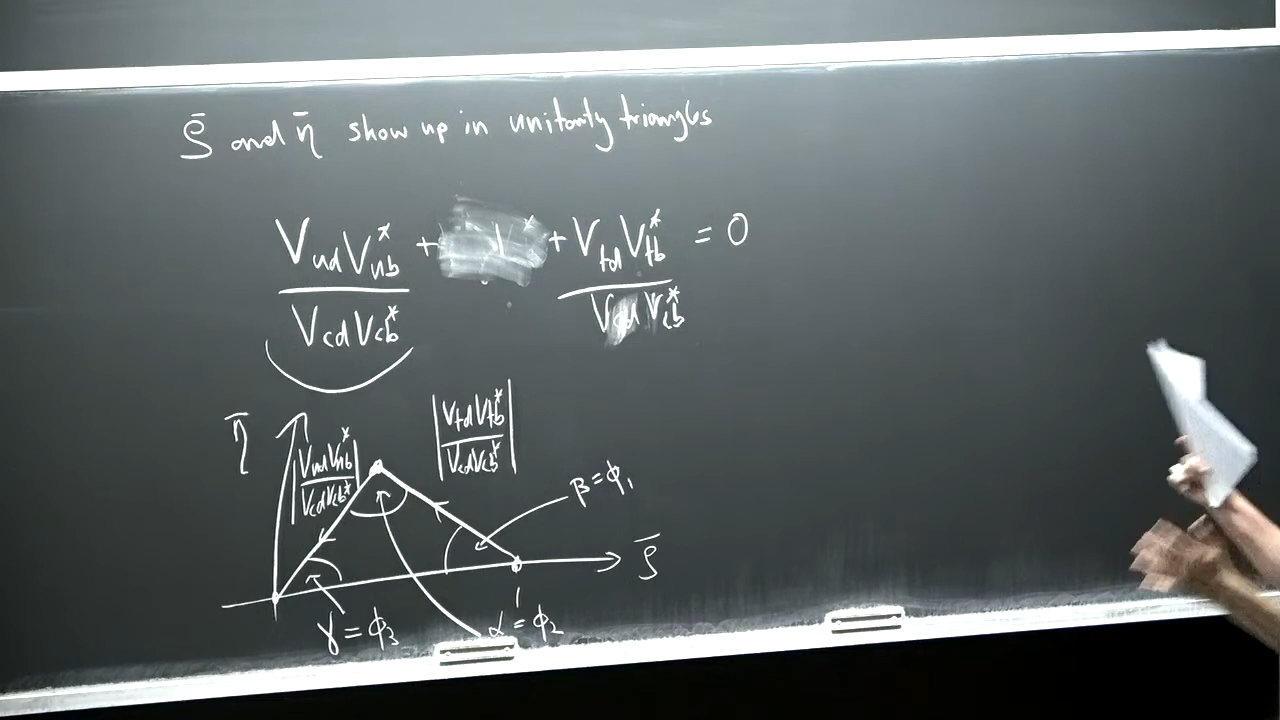 ρ̄ and η̄ show up in unitarity triangles
V_ud V_ub^* / V_cd V_cb^* + V^* + V_td V_tb^* / V_cd V_cb^* = 0
η̄
|V_ud V_ub^* / V_cd V_cb^*|
|V_td V_tb^* / V_cd V_cb^*|
β = ϕ_1
ρ̄
1
γ = ϕ_3
α = ϕ_2